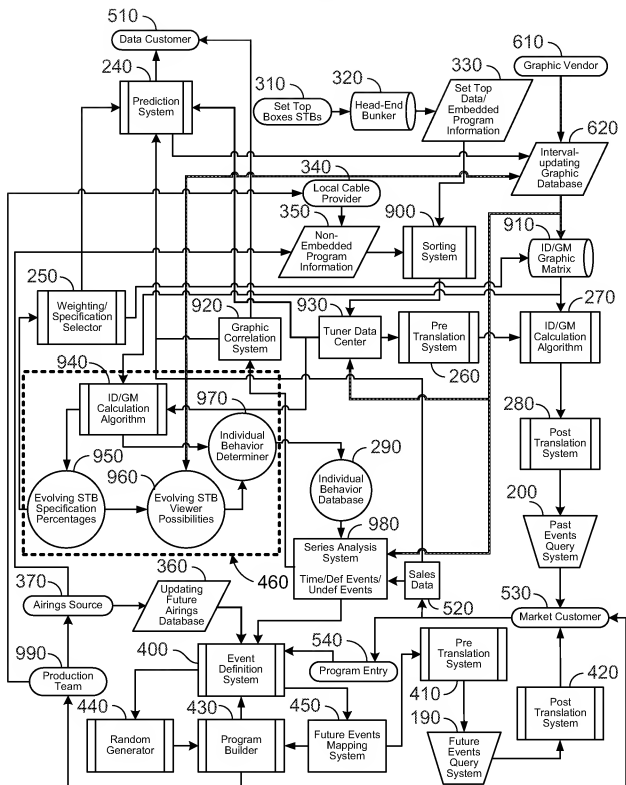 510
Data Customer
240
Prediction
System
310
Set Top
Boxes STBs
320
Head-End
Bunker
330
Set Top
Data/
Embedded
Program
Information
610
Graphic Vendor
620
Interval-
updating
Graphic
Database
340
Local Cable
Provider
350
Non-
Embedded
Program
Information
900
Sorting
System
910
ID/GM
Graphic
Matrix
250
Weighting/
Specification
Selector
920
Graphic
Correlation
System
930
Tuner Data
Center
Pre
Translation
System
260
270
ID/GM
Calculation
Algorithm
940
ID/GM
Calculation
Algorithm
970
Individual
Behavior
Determiner
950
Evolving STB
Specification
Percentages
960
Evolving STB
Viewer
Possibilities
460
290
Individual
Behavior
Database
280
Post
Translation
System
200
Past
Events
Query
System
980
Series Analysis
System
Time/Def Events/
Undef Events
Sales
Data
520
370
Airings Source
360
Updating
Future
Airings
Database
530
Market Customer
990
Production
Team
400
Event
Definition
System
540
Program Entry
Pre
Translation
System
410
420
Post
Translation
System
440
Random
Generator
430
Program
Builder
450
Future Events
Mapping
System
190
Future
Events
Query
System